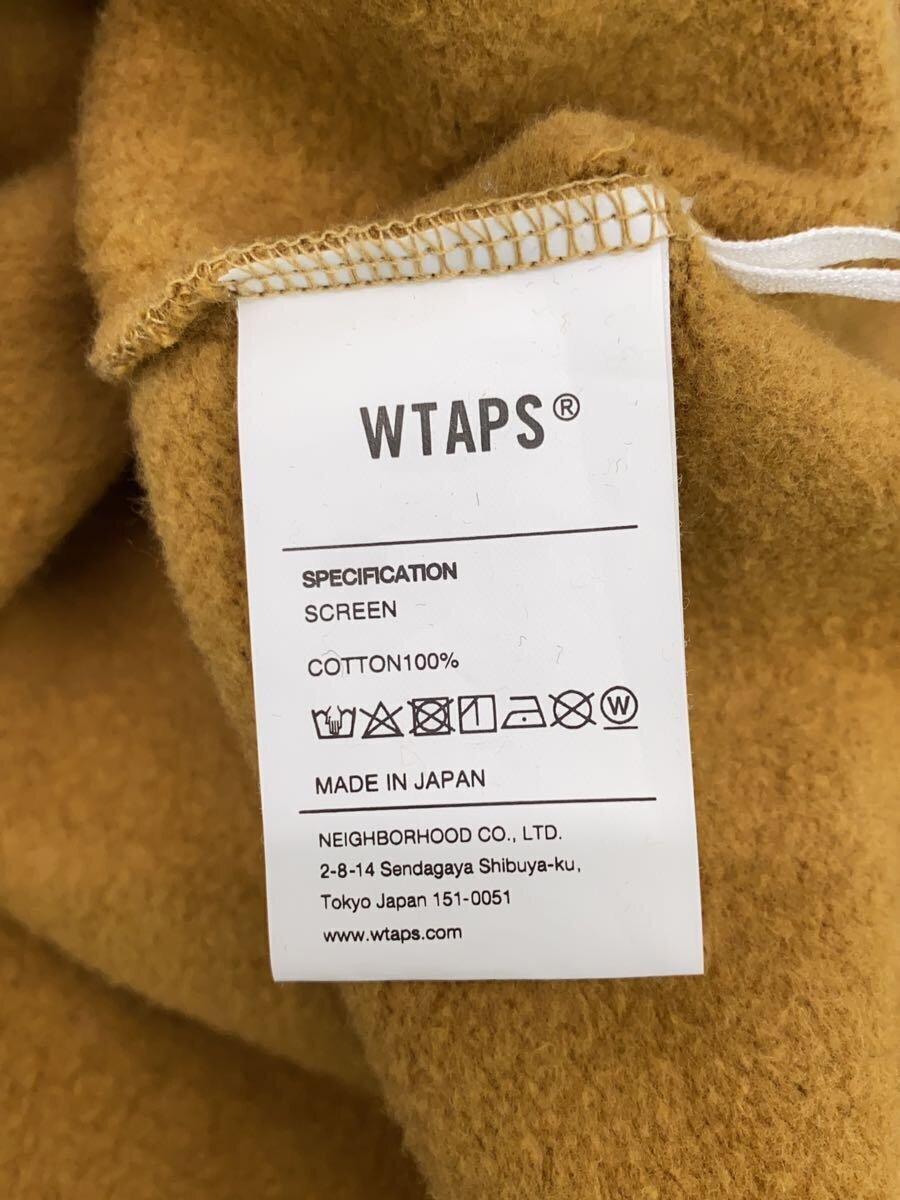 WTAPS®
SPECIFICATION
SCREEN
COTTON100%
W
MADE IN JAPAN
NEIGHBORHOOD CO., LTD.
2-8-14 Sendagaya Shibuya-ku,
Tokyo Japan 151-0051
www.wtaps.com